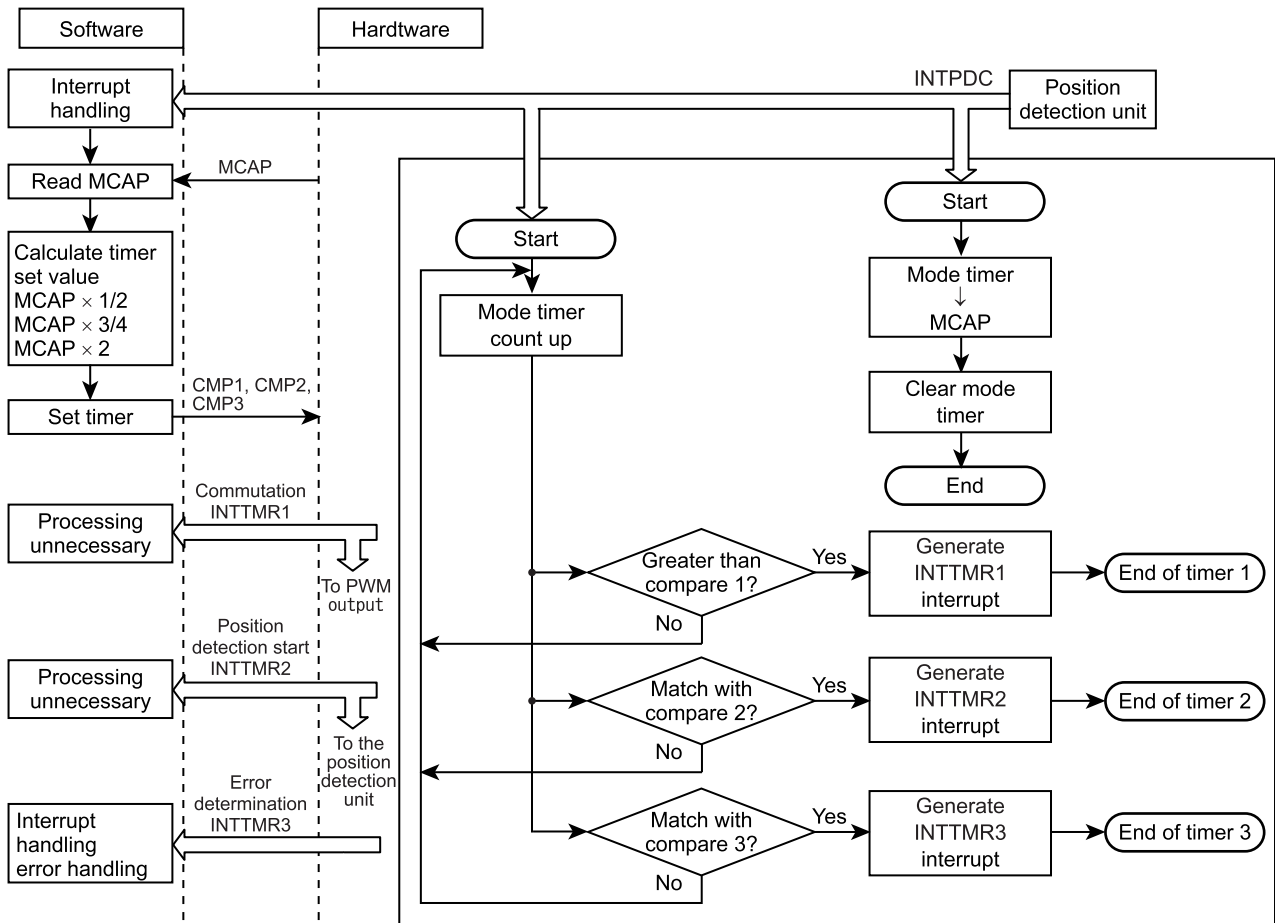 Software
Hardtware
Interrupt
handling
INTPDC
Position
detection unit
Read MCAP
MCAP
Calculate timer
set value
MCAP × 1/2
MCAP × 3/4
MCAP × 2
Set timer
CMP1, CMP2,
CMP3
Start
Mode timer
count up
Start
Mode timer
↓
MCAP
Clear mode
timer
End
Processing
unnecessary
Commutation
INTTMR1
To PWM
output
Greater than
compare 1?
Yes
No
Generate
INTTMR1
interrupt
End of timer 1
Processing
unnecessary
Position
detection start
INTTMR2
To the
position
detection
unit
Match with
compare 2?
Yes
No
Generate
INTTMR2
interrupt
End of timer 2
Interrupt
handling
error handling
Error
determination
INTTMR3
Match with
compare 3?
Yes
No
Generate
INTTMR3
interrupt
End of timer 3